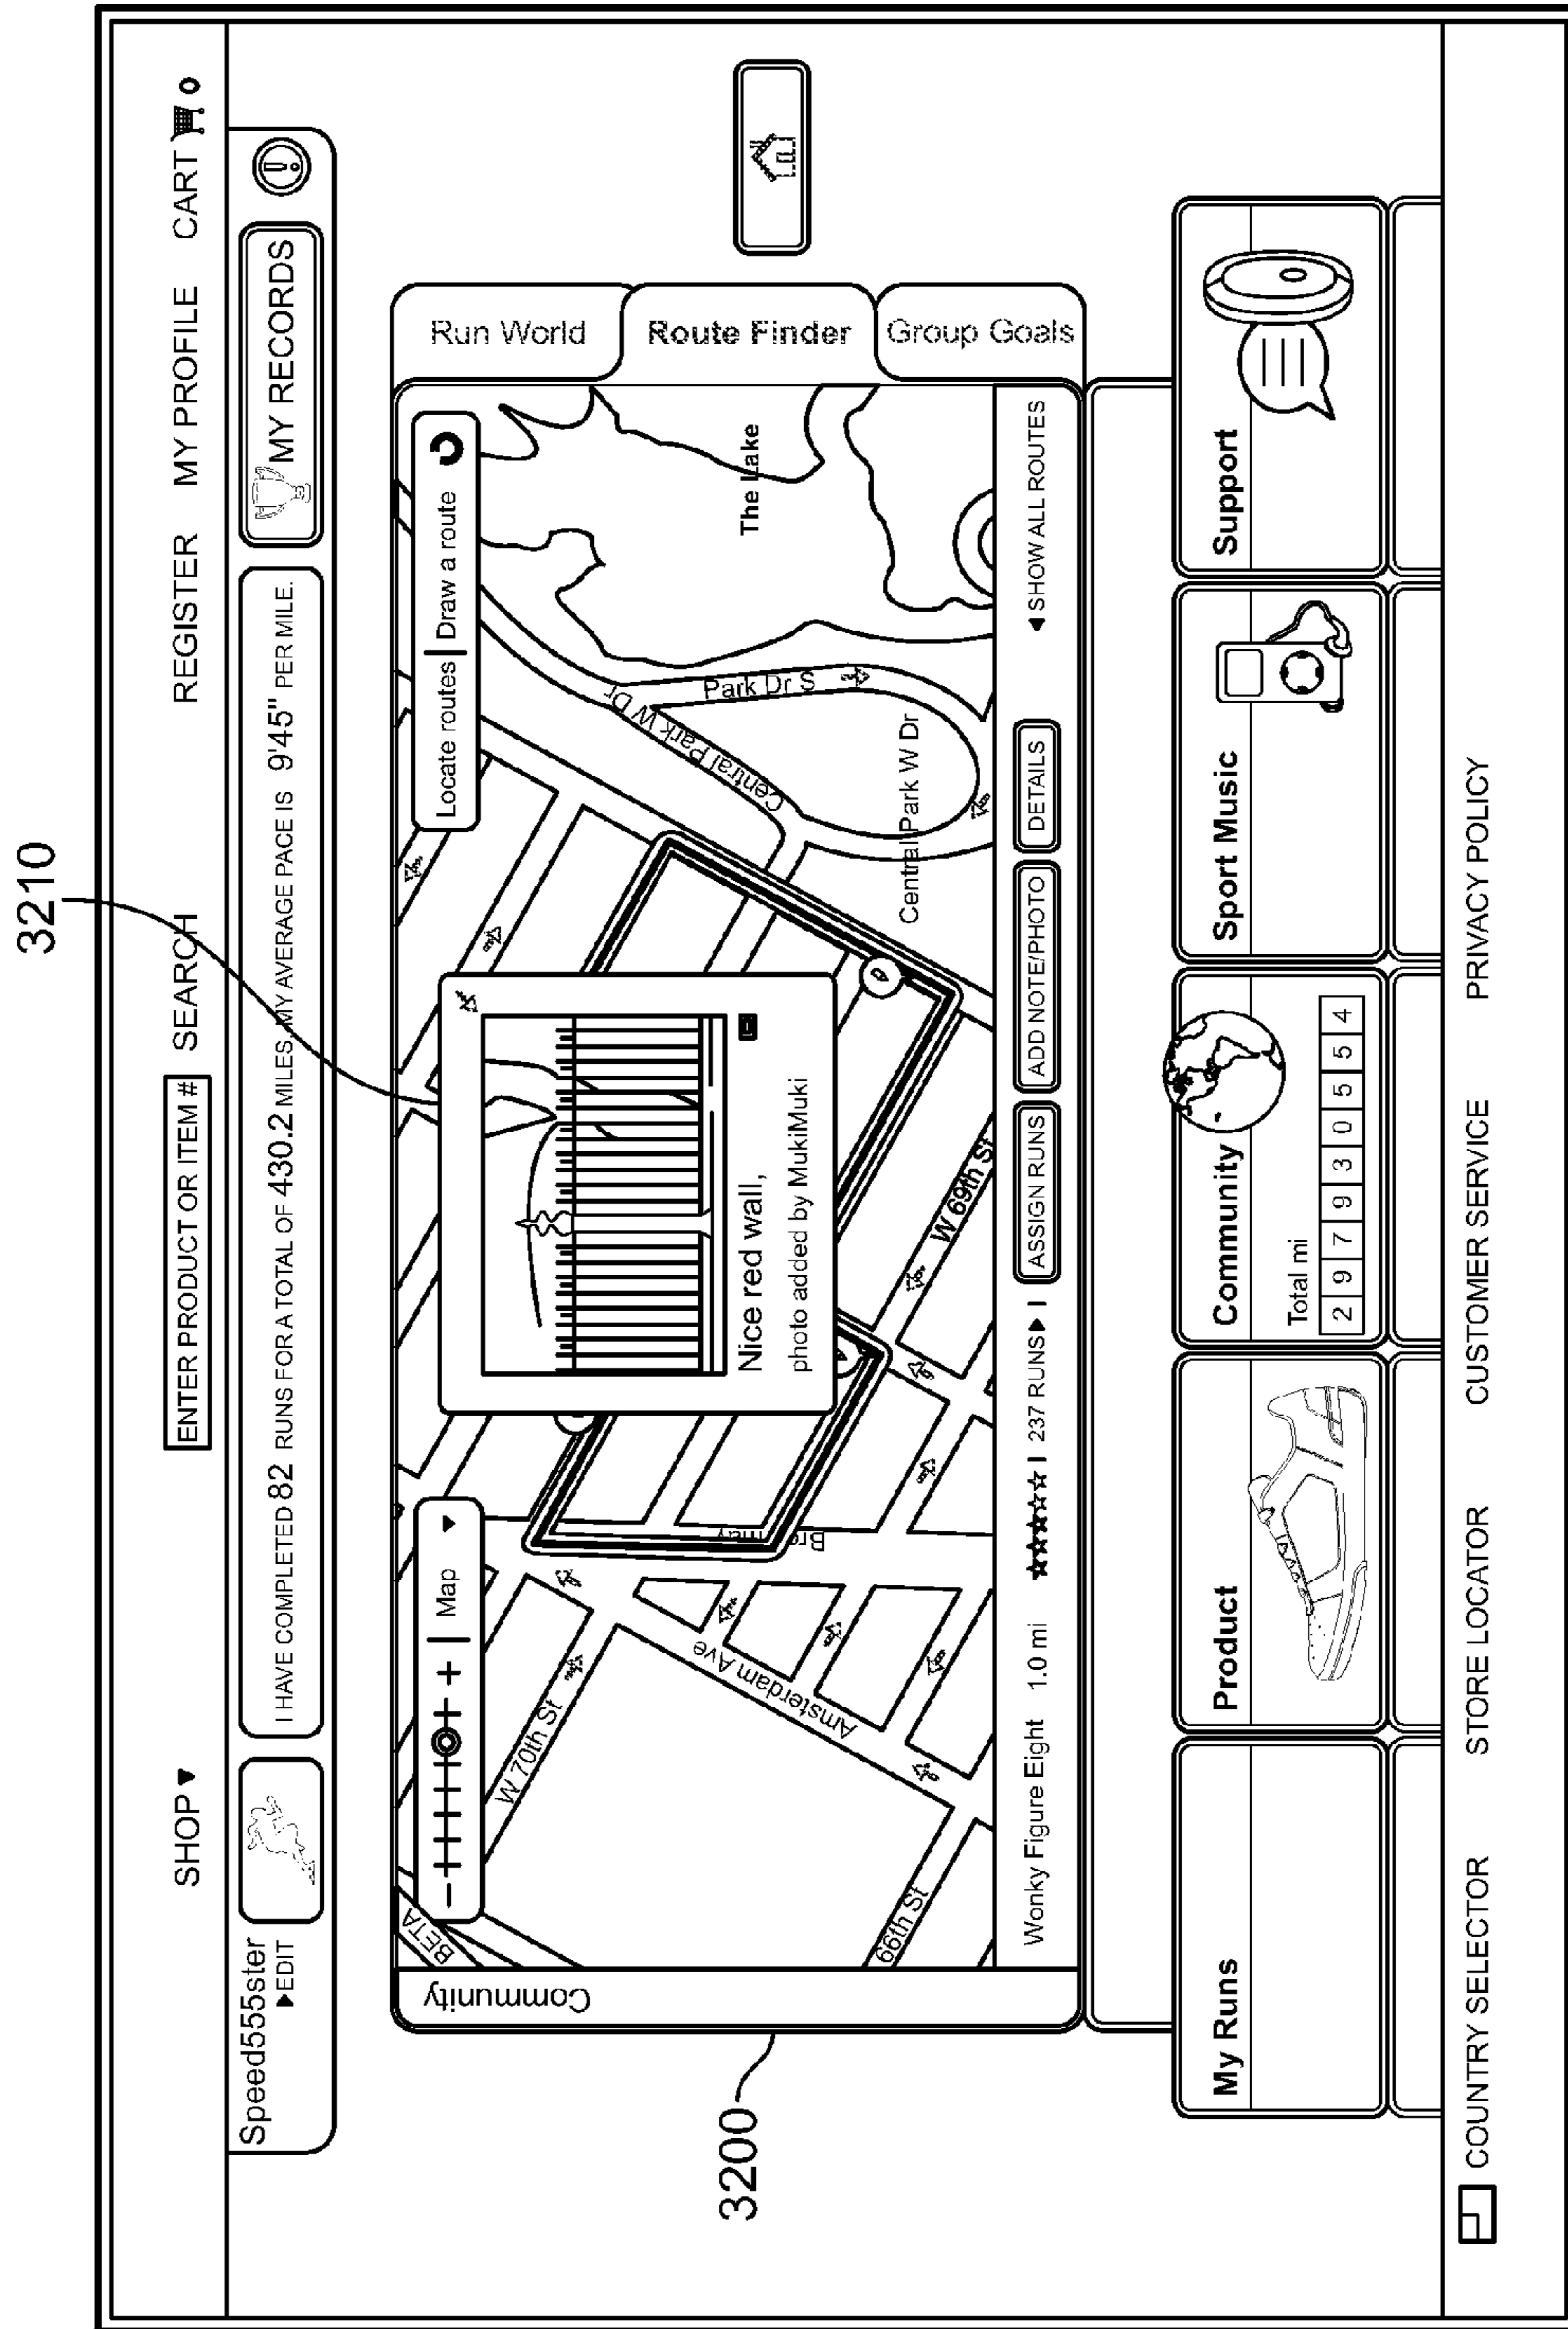 3210
SHOP ▼ ENTER PRODUCT OR ITEM # SEARCH REGISTER MY PROFILE CART 0
Speed555ster
▶EDIT
I HAVE COMPLETED 82 RUNS FOR A TOTAL OF 430.2 MILES. MY AVERAGE PACE IS 9'45" PER MILE.
MY RECORDS
3200
Community
BETA
Map ▼
Locate routes | Draw a route
Run World
Route Finder
Group Goals
W 70th St
Amsterdam Ave
66th St
W 69th St
Central Park W Dr
Park Dr S
Central Park W Dr
The Lake
Nice red wall,
photo added by MukiMuki
Wonky Figure Eight 1.0 mi ★★★☆☆ | 237 RUNS ▶ | ASSIGN RUNS ADD NOTE/PHOTO DETAILS ◀ SHOW ALL ROUTES
My Runs
Product
Community
Total mi
2 9 7 9 3 0 5 5 4
Sport Music
Support
COUNTRY SELECTOR STORE LOCATOR CUSTOMER SERVICE PRIVACY POLICY